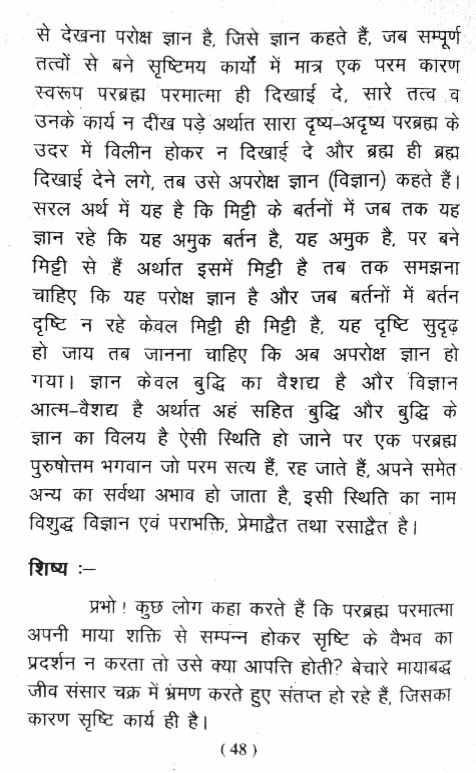 से देखना परोक्ष ज्ञान है, जिसे ज्ञान कहते हैं, जब सम्पूर्ण
तत्वों से बने सृष्टिमय कार्यों में मात्र एक परम कारण
स्वरूप परब्रह्म परमात्मा ही दिखाई दे, सारे तत्व व
उनके कार्य न दीख पड़े अर्थात सारा दृष्य–अदृष्य परब्रह्म के
उदर में विलीन होकर न दिखाई दे और ब्रह्म ही ब्रह्म
दिखाई देने लगे, तब उसे अपरोक्ष ज्ञान (विज्ञान) कहते हैं।
सरल अर्थ में यह है कि मिट्टी के बर्तनों में जब तक यह
ज्ञान रहे कि यह अमुक बर्तन है, यह अमुक है, पर बने
मिट्टी से हैं अर्थात इसमें मिट्टी है तब तक समझना
चाहिए कि यह परोक्ष ज्ञान है और जब बर्तनों में बर्तन
दृष्टि न रहे केवल मिट्टी ही मिट्टी है, यह दृष्टि सुदृढ़
हो जाय तब जानना चाहिए कि अब अपरोक्ष ज्ञान हो
गया। ज्ञान केवल बुद्धि का वैशद्य है और विज्ञान
आत्म–वैशद्य है अर्थात अहं सहित बुद्धि और बुद्धि के
ज्ञान का विलय है ऐसी स्थिति हो जाने पर एक परब्रह्म
पुरुषोत्तम भगवान जो परम सत्य हैं, रह जाते हैं, अपने समेत
अन्य का सर्वथा अभाव हो जाता है, इसी स्थिति का नाम
विशुद्ध विज्ञान एवं पराभक्ति, प्रेमाद्वैत तथा रसाद्वैत है।
शिष्य :–
प्रभो! कुछ लोग कहा करते हैं कि परब्रह्म परमात्मा
अपनी माया शक्ति से सम्पन्न होकर सृष्टि के वैभव का
प्रदर्शन न करता तो उसे क्या आपत्ति होती? बेचारे मायाबद्ध
जीव संसार चक्र में भ्रमण करते हुए संतप्त हो रहे हैं, जिसका
कारण सृष्टि कार्य ही है।
(48)